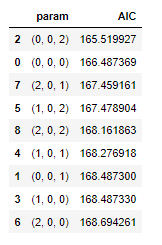 param AIC
2 (0, 0, 2) 165.519927
0 (0, 0, 0) 166.487369
7 (2, 0, 1) 167.459161
5 (1, 0, 2) 167.478904
8 (2, 0, 2) 168.161863
4 (1, 0, 1) 168.276918
1 (0, 0, 1) 168.487300
3 (1, 0, 0) 168.487330
6 (2, 0, 0) 168.694261